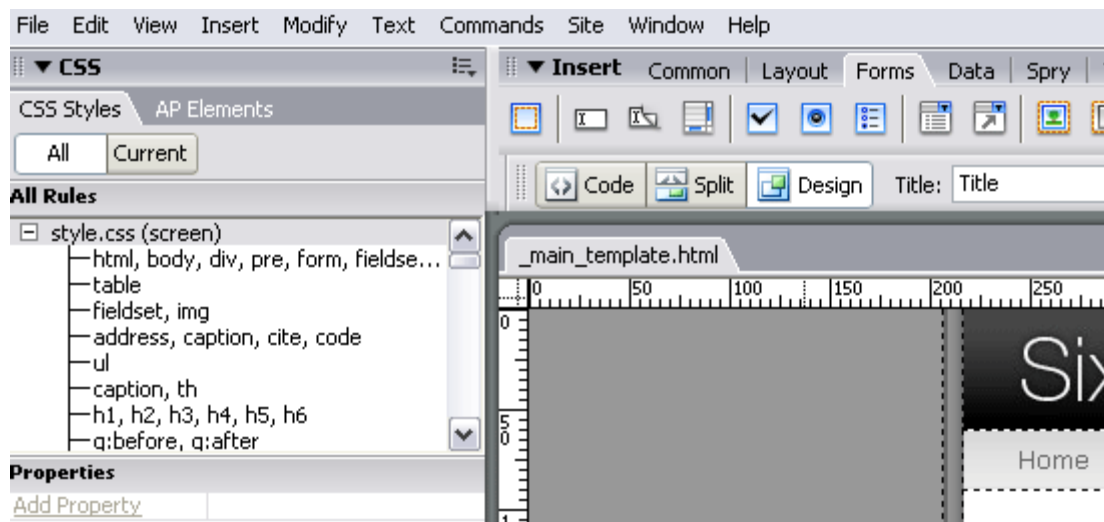 File Edit View Insert Modify Text Commands Site Window Help
CSS
CSS Styles AP Elements
All Current
All Rules
style.css (screen)
html, body, div, pre, form, fieldse...
table
fieldset, img
address, caption, cite, code
ul
caption, th
h1, h2, h3, h4, h5, h6
q:before, q:after
Properties
Add Property
Insert Common Layout Forms Data Spry
Code Split Design Title: Title
_main_template.html
0 50 100 150 200 250
0
50
Six
Home